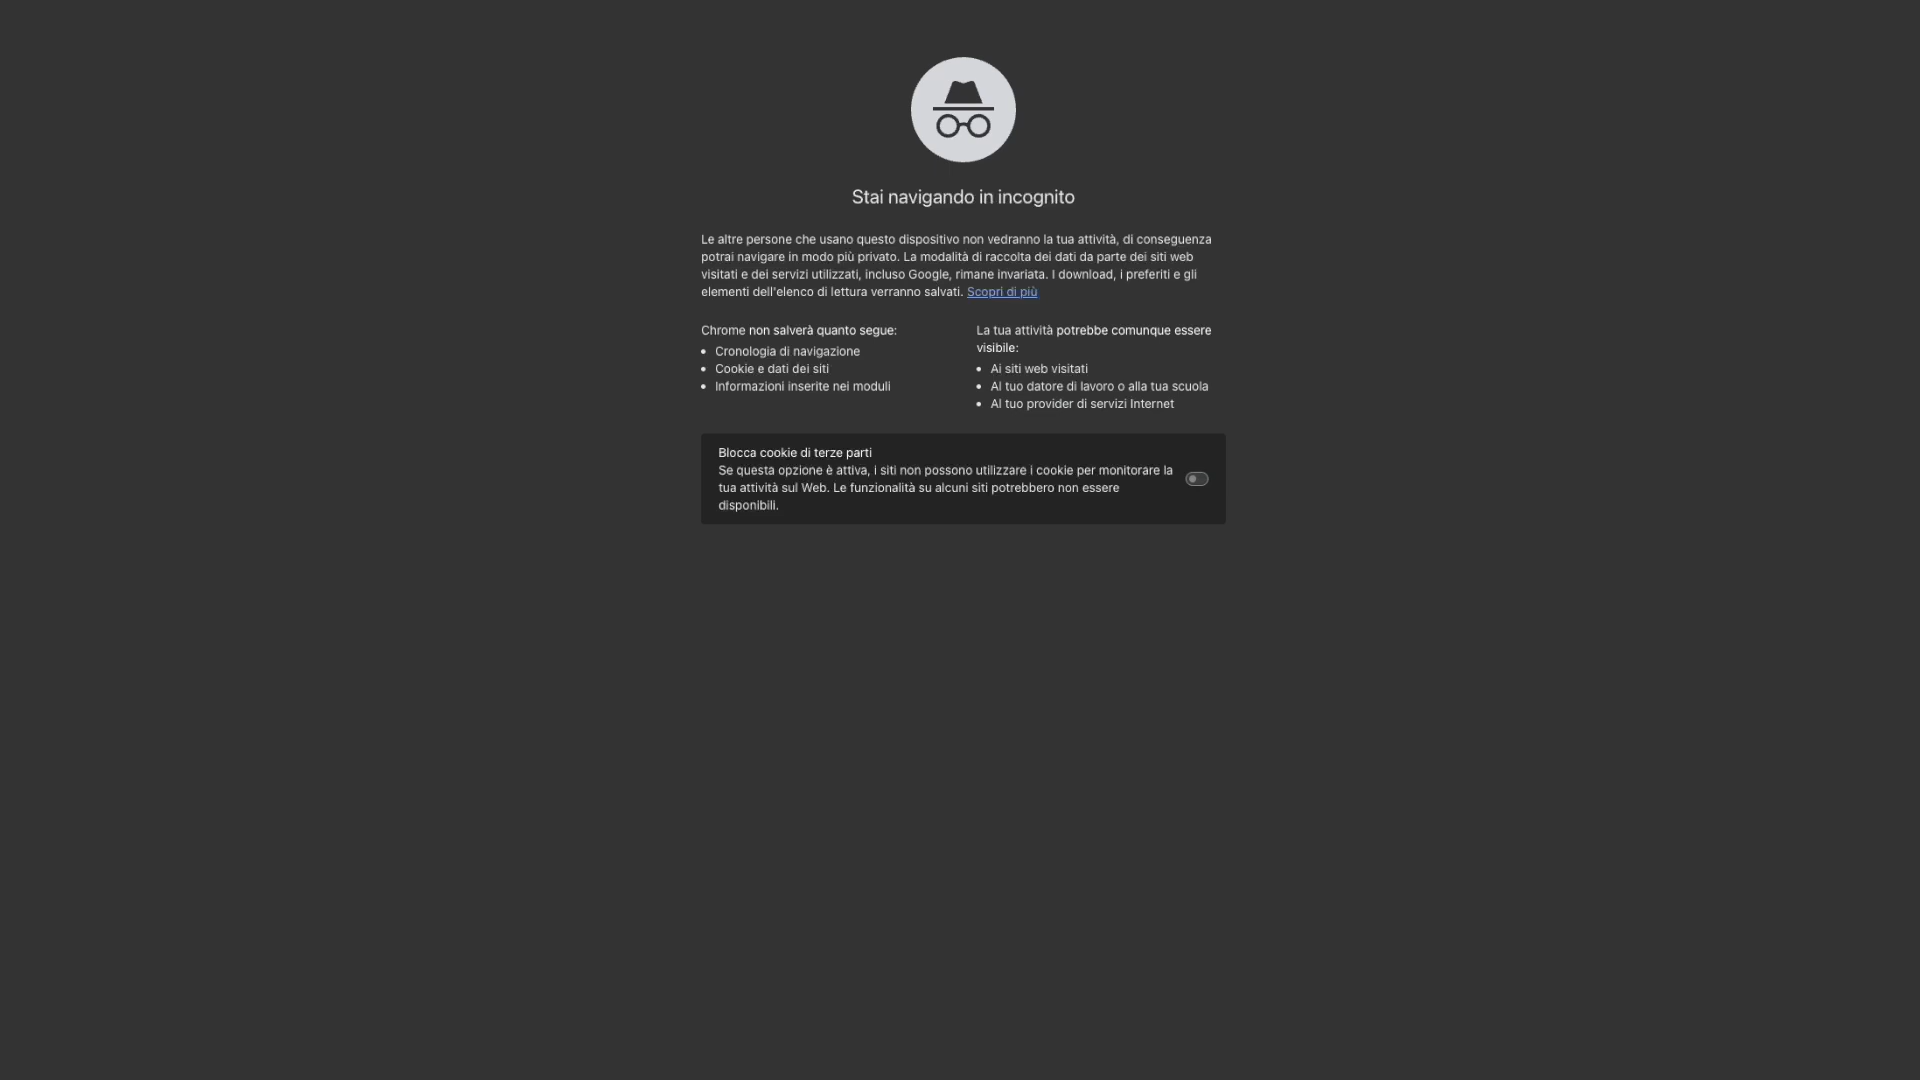 Stai navigando in incognito
Le altre persone che usano questo dispositivo non vedranno la tua attività, di conseguenza
potrai navigare in modo più privato. La modalità di raccolta dei dati da parte dei siti web
visitati e dei servizi utilizzati, incluso Google, rimane invariata. I download, i preferiti e gli
elementi dell'elenco di lettura verranno salvati. Scopri di più
Chrome non salverà quanto segue:
Cronologia di navigazione
Cookie e dati dei siti
Informazioni inserite nei moduli
La tua attività potrebbe comunque essere
visibile:
Ai siti web visitati
Al tuo datore di lavoro o alla tua scuola
Al tuo provider di servizi Internet
Blocca cookie di terze parti
Se questa opzione è attiva, i siti non possono utilizzare i cookie per monitorare la
tua attività sul Web. Le funzionalità su alcuni siti potrebbero non essere
disponibili.